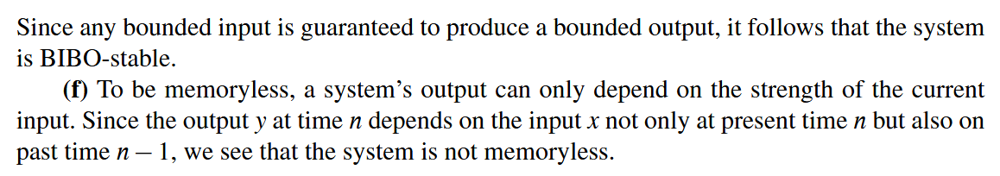 Since any bounded input is guaranteed to produce a bounded output, it follows that the system
is BIBO-stable.
(f) To be memoryless, a system's output can only depend on the strength of the current
input. Since the output y at time n depends on the input x not only at present time n but also on
past time n − 1, we see that the system is not memoryless.